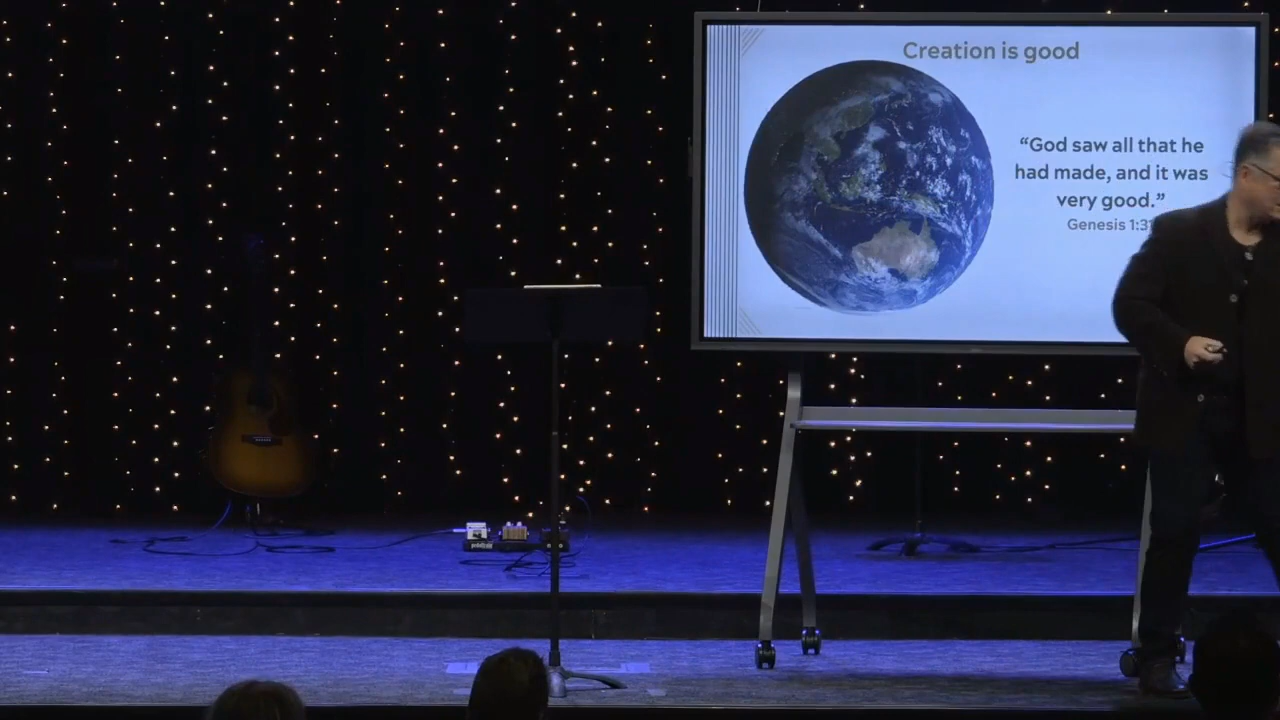 Creation is good
“God saw all that he
had made, and it was
very good.”
Genesis 1:31